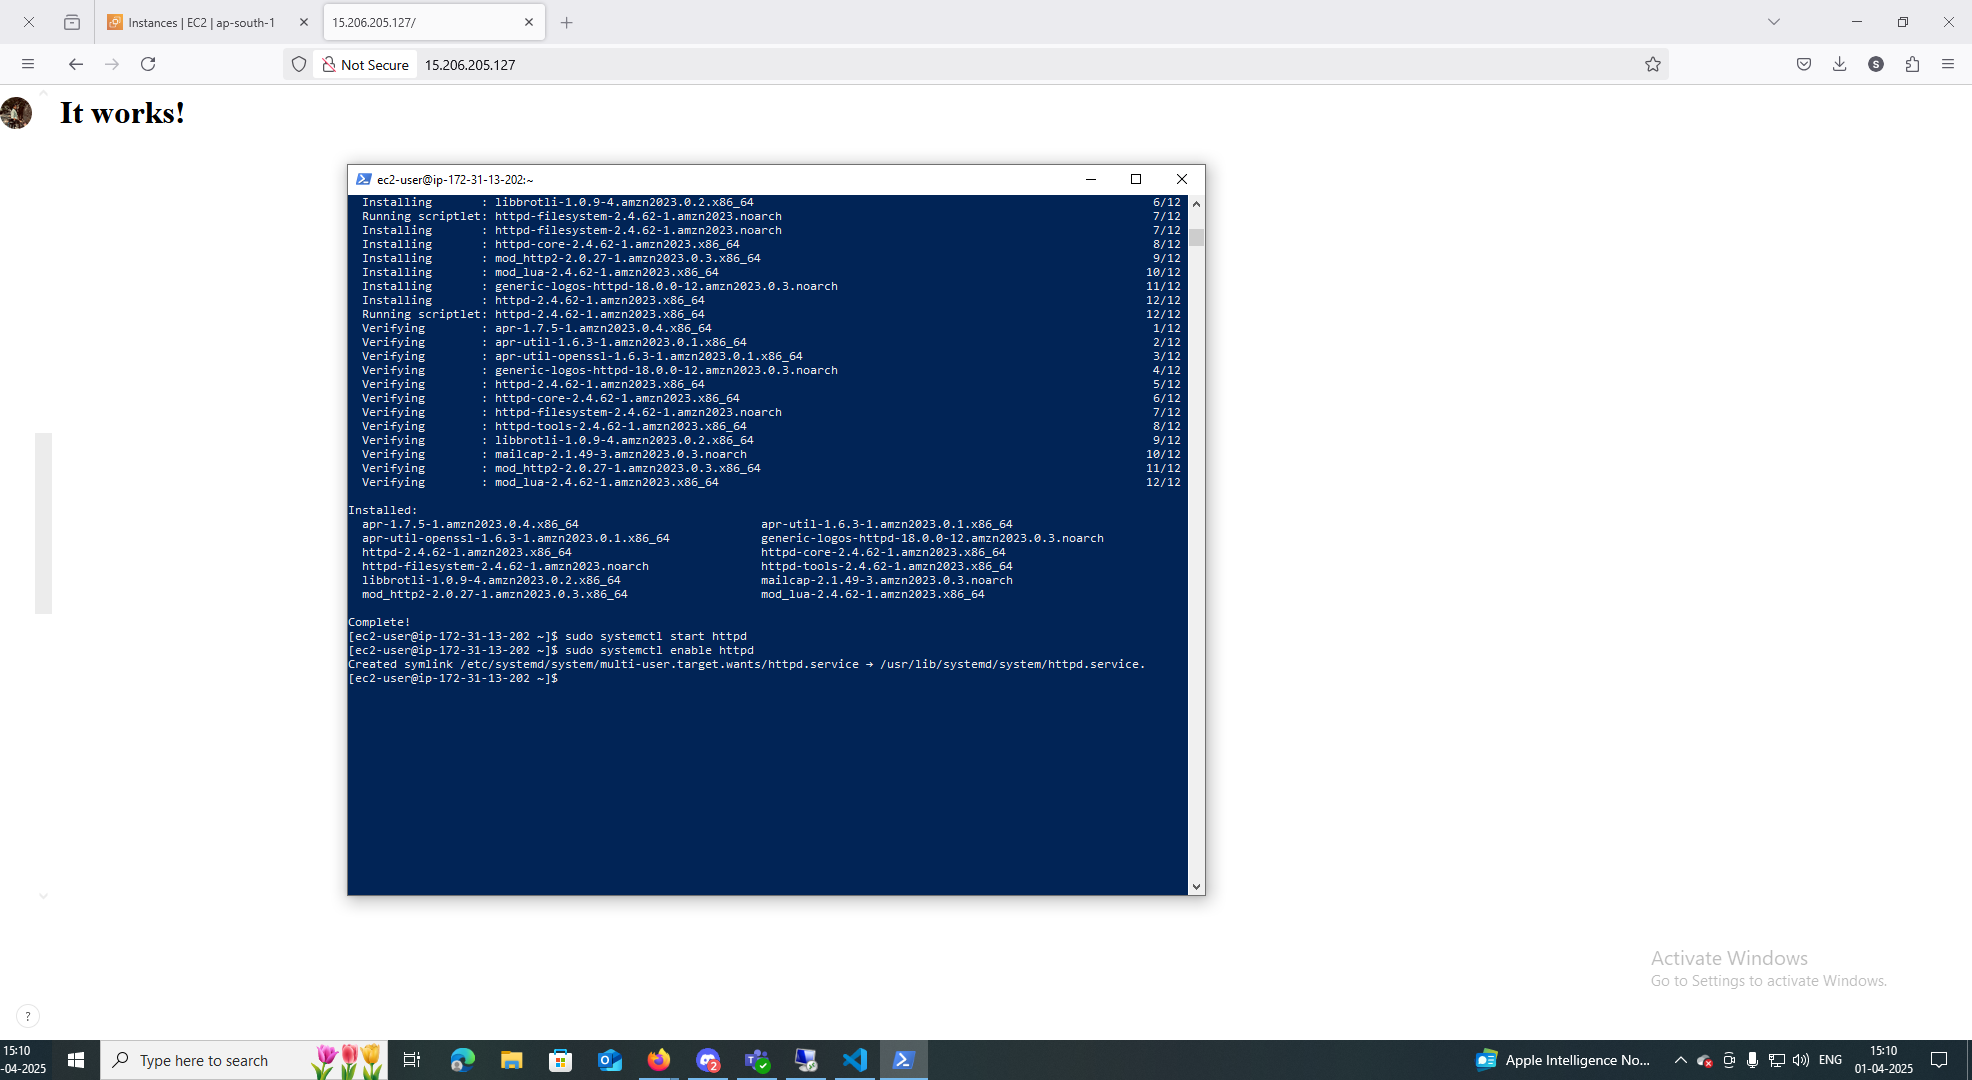 Instances | EC2 | ap-south-1
15.206.205.127/
Not Secure
15.206.205.127
It works!
ec2-user@ip-172-31-13-202:~
Installing       : libbrotli-1.0.9-4.amzn2023.0.2.x86_64 6/12
Running scriptlet: httpd-filesystem-2.4.62-1.amzn2023.noarch 7/12
Installing       : httpd-filesystem-2.4.62-1.amzn2023.noarch 7/12
Installing       : httpd-core-2.4.62-1.amzn2023.x86_64 8/12
Installing       : mod_http2-2.0.27-1.amzn2023.0.3.x86_64 9/12
Installing       : mod_lua-2.4.62-1.amzn2023.x86_64 10/12
Installing       : generic-logos-httpd-18.0.0-12.amzn2023.0.3.noarch 11/12
Installing       : httpd-2.4.62-1.amzn2023.x86_64 12/12
Running scriptlet: httpd-2.4.62-1.amzn2023.x86_64 12/12
Verifying        : apr-1.7.5-1.amzn2023.0.4.x86_64 1/12
Verifying        : apr-util-1.6.3-1.amzn2023.0.1.x86_64 2/12
Verifying        : apr-util-openssl-1.6.3-1.amzn2023.0.1.x86_64 3/12
Verifying        : generic-logos-httpd-18.0.0-12.amzn2023.0.3.noarch 4/12
Verifying        : httpd-2.4.62-1.amzn2023.x86_64 5/12
Verifying        : httpd-core-2.4.62-1.amzn2023.x86_64 6/12
Verifying        : httpd-filesystem-2.4.62-1.amzn2023.noarch 7/12
Verifying        : httpd-tools-2.4.62-1.amzn2023.x86_64 8/12
Verifying        : libbrotli-1.0.9-4.amzn2023.0.2.x86_64 9/12
Verifying        : mailcap-2.1.49-3.amzn2023.0.3.noarch 10/12
Verifying        : mod_http2-2.0.27-1.amzn2023.0.3.x86_64 11/12
Verifying        : mod_lua-2.4.62-1.amzn2023.x86_64 12/12
Installed:
apr-1.7.5-1.amzn2023.0.4.x86_64 apr-util-1.6.3-1.amzn2023.0.1.x86_64
apr-util-openssl-1.6.3-1.amzn2023.0.1.x86_64 generic-logos-httpd-18.0.0-12.amzn2023.0.3.noarch
httpd-2.4.62-1.amzn2023.x86_64 httpd-core-2.4.62-1.amzn2023.x86_64
httpd-filesystem-2.4.62-1.amzn2023.noarch httpd-tools-2.4.62-1.amzn2023.x86_64
libbrotli-1.0.9-4.amzn2023.0.2.x86_64 mailcap-2.1.49-3.amzn2023.0.3.noarch
mod_http2-2.0.27-1.amzn2023.0.3.x86_64 mod_lua-2.4.62-1.amzn2023.x86_64
Complete!
[ec2-user@ip-172-31-13-202 ~]$ sudo systemctl start httpd
[ec2-user@ip-172-31-13-202 ~]$ sudo systemctl enable httpd
Created symlink /etc/systemd/system/multi-user.target.wants/httpd.service → /usr/lib/systemd/system/httpd.service.
[ec2-user@ip-172-31-13-202 ~]$
Activate Windows
Go to Settings to activate Windows.
?
15:10
-04-2025
Type here to search
2
Apple Intelligence No...
ENG
15:10
01-04-2025
S